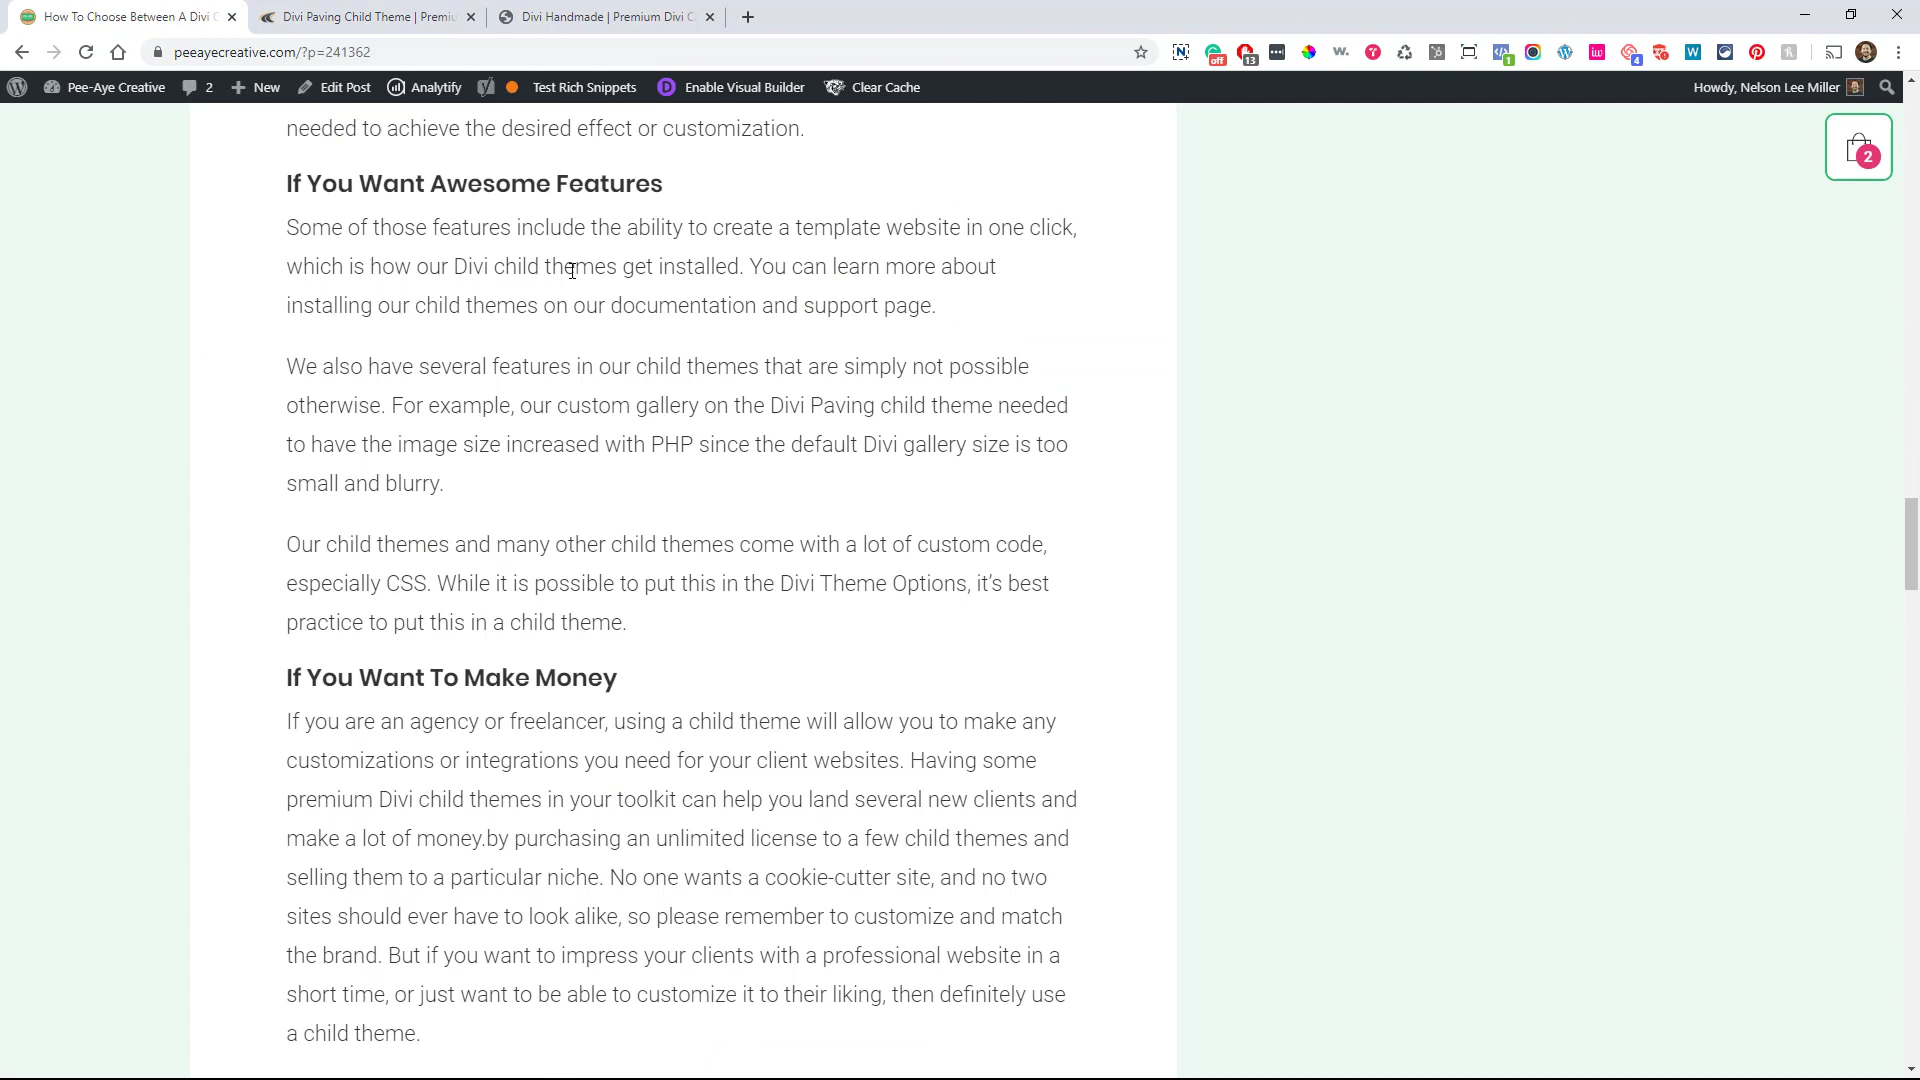 How To Choose Between A Divi C
Divi Paving Child Theme | Premiu
Divi Handmade | Premium Divi C
peeayecreative.com/?p=241362
off
13
1
4
Pee-Aye Creative
2
New
Edit Post
Analytify
Test Rich Snippets
Enable Visual Builder
Clear Cache
Howdy, Nelson Lee Miller
2
needed to achieve the desired effect or customization.
If You Want Awesome Features
Some of those features include the ability to create a template website in one click,
which is how our Divi child themes get installed. You can learn more about
installing our child themes on our documentation and support page.
We also have several features in our child themes that are simply not possible
otherwise. For example, our custom gallery on the Divi Paving child theme needed
to have the image size increased with PHP since the default Divi gallery size is too
small and blurry.
Our child themes and many other child themes come with a lot of custom code,
especially CSS. While it is possible to put this in the Divi Theme Options, it’s best
practice to put this in a child theme.
If You Want To Make Money
If you are an agency or freelancer, using a child theme will allow you to make any
customizations or integrations you need for your client websites. Having some
premium Divi child themes in your toolkit can help you land several new clients and
make a lot of money.by purchasing an unlimited license to a few child themes and
selling them to a particular niche. No one wants a cookie-cutter site, and no two
sites should ever have to look alike, so please remember to customize and match
the brand. But if you want to impress your clients with a professional website in a
short time, or just want to be able to customize it to their liking, then definitely use
a child theme.